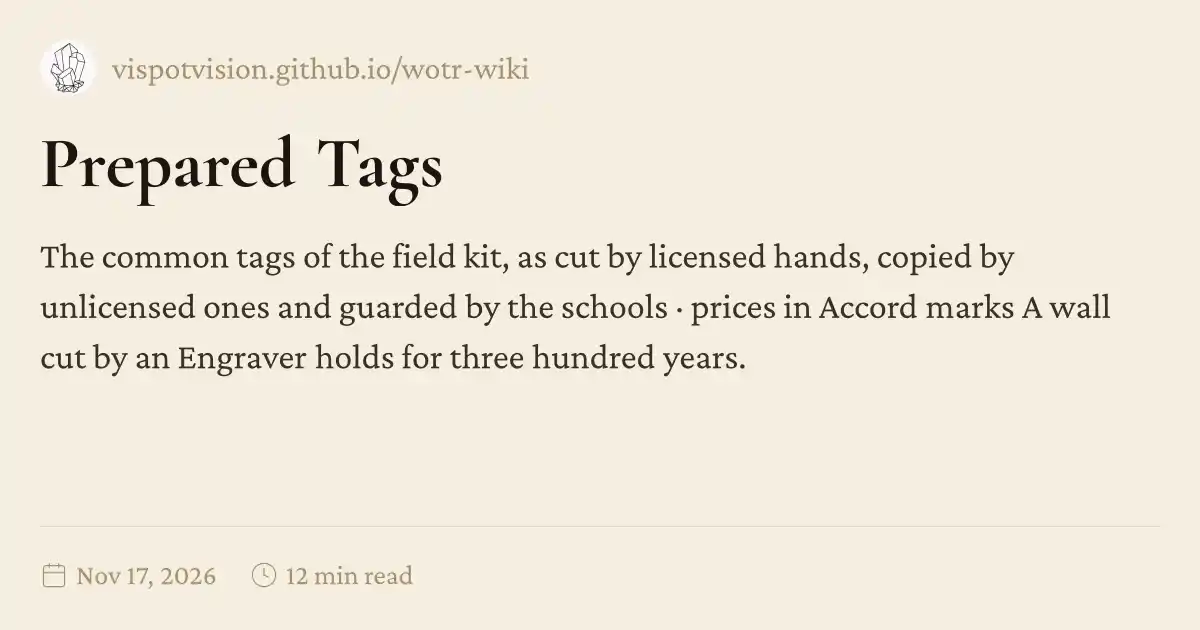 vispotvision.github.io/wotr-wiki
Prepared Tags
The common tags of the field kit, as cut by licensed hands, copied by
unlicensed ones and guarded by the schools · prices in Accord marks A wall
cut by an Engraver holds for three hundred years.
Nov 17, 2026 12 min read